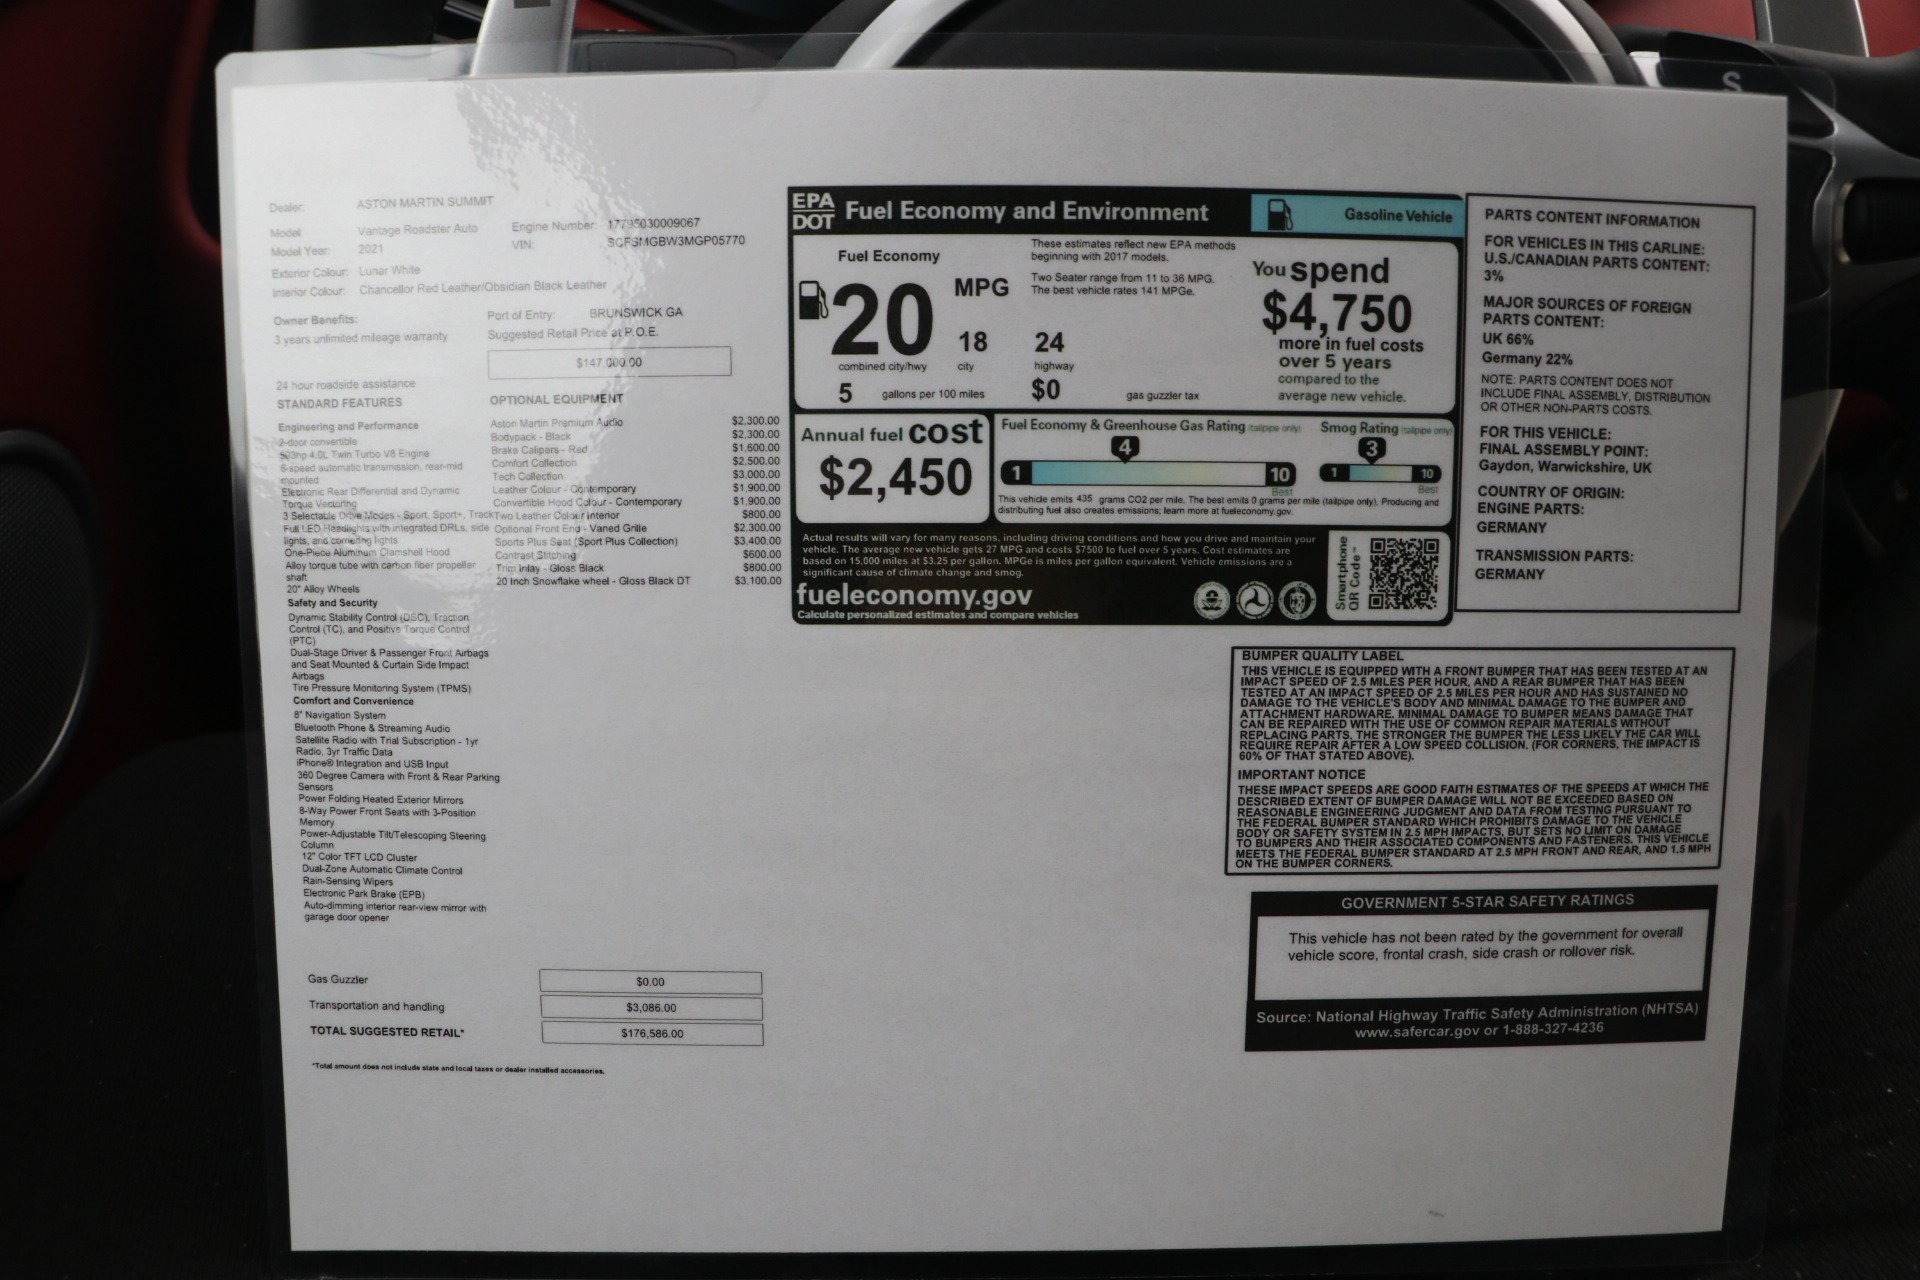 S
Dealer: ASTON MARTIN SUMMIT
Model: Vantage Roadster Auto
Engine Number: 17795030009067
Model Year: 2021
VIN: SCFSMGBW3MGP05770
Exterior Colour: Lunar White
Interior Colour: Chancellor Red Leather/Obsidian Black Leather
Owner Benefits:
3 years unlimited mileage warranty
24 hour roadside assistance
Port of Entry: BRUNSWICK GA
Suggested Retail Price at P.O.E.
$147,000.00
STANDARD FEATURES
Engineering and Performance
2-door convertible
503hp 4.0L Twin Turbo V8 Engine
8-speed automatic transmission, rear-mid
mounted
Electronic Rear Differential and Dynamic
Torque Vectoring
3 Selectable Drive Modes - Sport, Sport+, Track
Full LED Headlights with integrated DRLs, side
lights, and cornering lights
One-Piece Aluminum Clamshell Hood
Alloy torque tube with carbon fiber propeller
shaft
20" Alloy Wheels
Safety and Security
Dynamic Stability Control (DSC), Traction
Control (TC), and Positive Torque Control
(PTC)
Dual-Stage Driver & Passenger Front Airbags
and Seat Mounted & Curtain Side Impact
Airbags
Tire Pressure Monitoring System (TPMS)
Comfort and Convenience
8" Navigation System
Bluetooth Phone & Streaming Audio
Satellite Radio with Trial Subscription - 1yr
Radio, 3yr Traffic Data
iPhone® Integration and USB Input
360 Degree Camera with Front & Rear Parking
Sensors
Power Folding Heated Exterior Mirrors
8-Way Power Front Seats with 3-Position
Memory
Power-Adjustable Tilt/Telescoping Steering
Column
12" Color TFT LCD Cluster
Dual-Zone Automatic Climate Control
Rain-Sensing Wipers
Electronic Park Brake (EPB)
Auto-dimming interior rear-view mirror with
garage door opener
OPTIONAL EQUIPMENT
Aston Martin Premium Audio $2,300.00
Bodypack - Black $2,300.00
Brake Calipers - Red $1,600.00
Comfort Collection $2,500.00
Tech Collection $3,000.00
Leather Colour - Contemporary $1,900.00
Convertible Hood Colour - Contemporary $1,900.00
Two Leather Colour Interior $800.00
Optional Front End - Vaned Grille $2,300.00
Sports Plus Seat (Sport Plus Collection) $3,400.00
Contrast Stitching $600.00
Trim Inlay - Gloss Black $800.00
20 Inch Snowflake wheel - Gloss Black DT $3,100.00
Gas Guzzler $0.00
Transportation and handling $3,086.00
TOTAL SUGGESTED RETAIL* $176,586.00
*Total amount does not include state and local taxes or dealer installed accessories.
EPA
DOT
Fuel Economy and Environment
Gasoline Vehicle
Fuel Economy
20 MPG
combined city/hwy
18
city
24
highway
5 gallons per 100 miles
$0 gas guzzler tax
These estimates reflect new EPA methods
beginning with 2017 models.
Two Seater range from 11 to 36 MPG.
The best vehicle rates 141 MPGe.
You spend
$4,750
more in fuel costs
over 5 years
compared to the
average new vehicle.
Annual fuel cost
$2,450
Fuel Economy & Greenhouse Gas Rating (tailpipe only)
4
1
10
Best
Smog Rating (tailpipe only)
3
1
10
Best
This vehicle emits 435 grams CO2 per mile. The best emits 0 grams per mile (tailpipe only). Producing and
distributing fuel also creates emissions; learn more at fueleconomy.gov.
Actual results will vary for many reasons, including driving conditions and how you drive and maintain your
vehicle. The average new vehicle gets 27 MPG and costs $7500 to fuel over 5 years. Cost estimates are
based on 15,000 miles at $3.25 per gallon. MPGe is miles per gallon equivalent. Vehicle emissions are a
significant cause of climate change and smog.
fueleconomy.gov
Calculate personalized estimates and compare vehicles
Smartphone
QR Code™
PARTS CONTENT INFORMATION
FOR VEHICLES IN THIS CARLINE:
U.S./CANADIAN PARTS CONTENT:
3%
MAJOR SOURCES OF FOREIGN
PARTS CONTENT:
UK 66%
Germany 22%
NOTE: PARTS CONTENT DOES NOT
INCLUDE FINAL ASSEMBLY, DISTRIBUTION
OR OTHER NON-PARTS COSTS.
FOR THIS VEHICLE:
FINAL ASSEMBLY POINT:
Gaydon, Warwickshire, UK
COUNTRY OF ORIGIN:
ENGINE PARTS:
GERMANY
TRANSMISSION PARTS:
GERMANY
BUMPER QUALITY LABEL
THIS VEHICLE IS EQUIPPED WITH A FRONT BUMPER THAT HAS BEEN TESTED AT AN
IMPACT SPEED OF 2.5 MILES PER HOUR, AND A REAR BUMPER THAT HAS BEEN
TESTED AT AN IMPACT SPEED OF 2.5 MILES PER HOUR AND HAS SUSTAINED NO
DAMAGE TO THE VEHICLE'S BODY AND MINIMAL DAMAGE TO THE BUMPER AND
ATTACHMENT HARDWARE. MINIMAL DAMAGE TO BUMPER MEANS DAMAGE THAT
CAN BE REPAIRED WITH THE USE OF COMMON REPAIR MATERIALS WITHOUT
REPLACING PARTS. THE STRONGER THE BUMPER THE LESS LIKELY THE CAR WILL
REQUIRE REPAIR AFTER A LOW SPEED COLLISION. (FOR CORNERS, THE IMPACT IS
60% OF THAT STATED ABOVE).
IMPORTANT NOTICE
THESE IMPACT SPEEDS ARE GOOD FAITH ESTIMATES OF THE SPEEDS AT WHICH THE
DESCRIBED EXTENT OF BUMPER DAMAGE WILL NOT BE EXCEEDED BASED ON
REASONABLE ENGINEERING JUDGMENT AND DATA FROM TESTING PURSUANT TO
THE FEDERAL BUMPER STANDARD WHICH PROHIBITS DAMAGE TO THE VEHICLE
BODY OR SAFETY SYSTEM IN 2.5 MPH IMPACTS, BUT SETS NO LIMIT ON DAMAGE
TO BUMPERS AND THEIR ASSOCIATED COMPONENTS AND FASTENERS. THIS VEHICLE
MEETS THE FEDERAL BUMPER STANDARD AT 2.5 MPH FRONT AND REAR, AND 1.5 MPH
ON THE BUMPER CORNERS.
GOVERNMENT 5-STAR SAFETY RATINGS
This vehicle has not been rated by the government for overall
vehicle score, frontal crash, side crash or rollover risk.
Source: National Highway Traffic Safety Administration (NHTSA)
www.safercar.gov or 1-888-327-4236